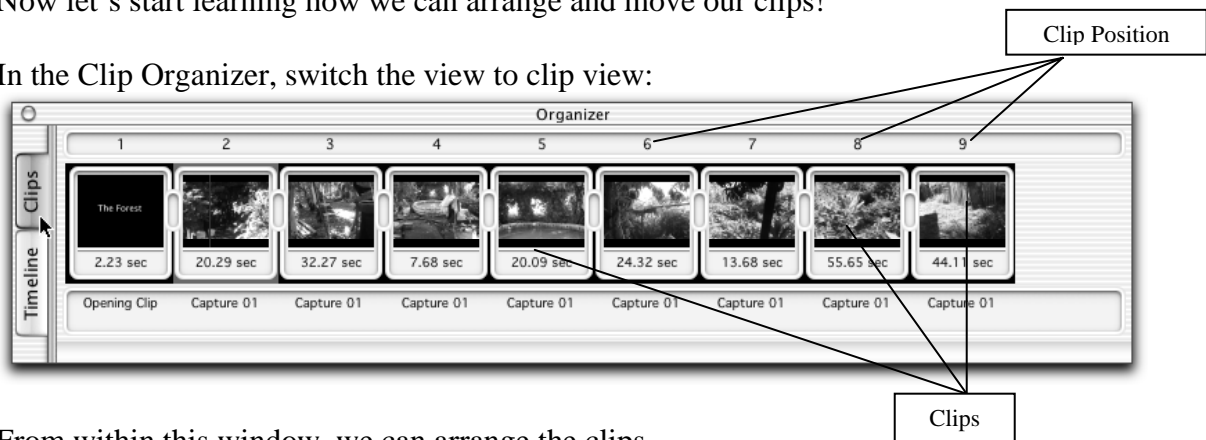 Now let's start learning how we can arrange and move our clips!
Clip Position
In the Clip Organizer, switch the view to clip view:
Organizer
1 2 3 4 5 6 7 8 9
Clips
The Forest
2.23 sec 20.29 sec 32.27 sec 7.68 sec 20.09 sec 24.32 sec 13.68 sec 55.65 sec 44.11 sec
Timeline
Opening Clip Capture 01 Capture 01 Capture 01 Capture 01 Capture 01 Capture 01 Capture 01 Capture 01
Clips
From within this window, we can arrange the clips